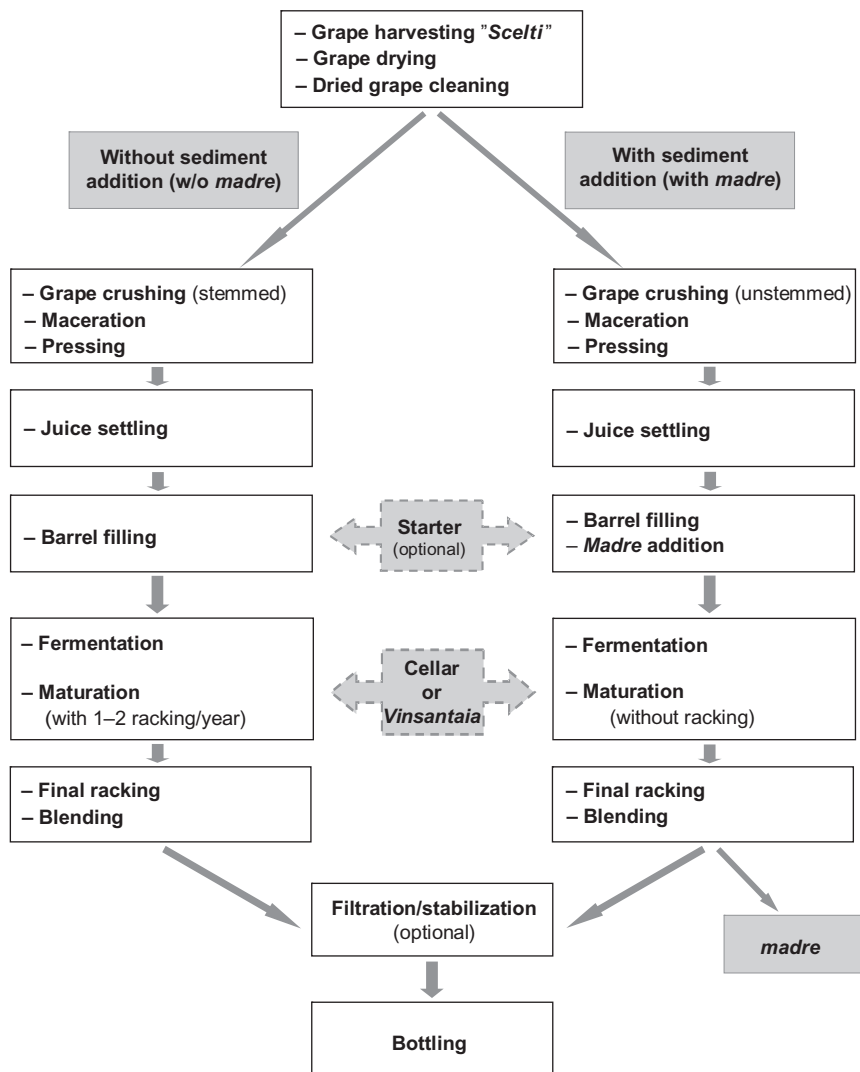 – Grape harvesting ”Scelti”
– Grape drying
– Dried grape cleaning
Without sediment
addition (w/o madre)
With sediment
addition (with madre)
– Grape crushing (stemmed)
– Maceration
– Pressing
– Grape crushing (unstemmed)
– Maceration
– Pressing
– Juice settling
– Juice settling
– Barrel filling
Starter
(optional)
– Barrel filling
– Madre addition
– Fermentation
– Maturation
(with 1–2 racking/year)
Cellar
or
Vinsantaia
– Fermentation
– Maturation
(without racking)
– Final racking
– Blending
– Final racking
– Blending
Filtration/stabilization
(optional)
madre
Bottling